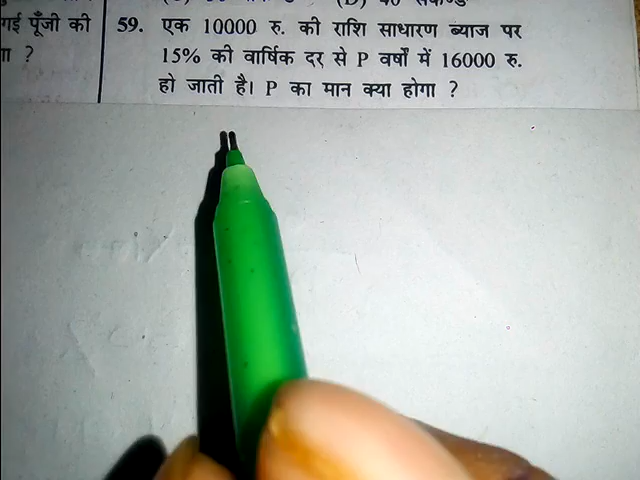 गई पूँजी की
59. एक 10000 रु. की राशि साधारण ब्याज पर
15% की वार्षिक दर से P वर्षों में 16000 रु.
हो जाती है। P का मान क्या होगा ?